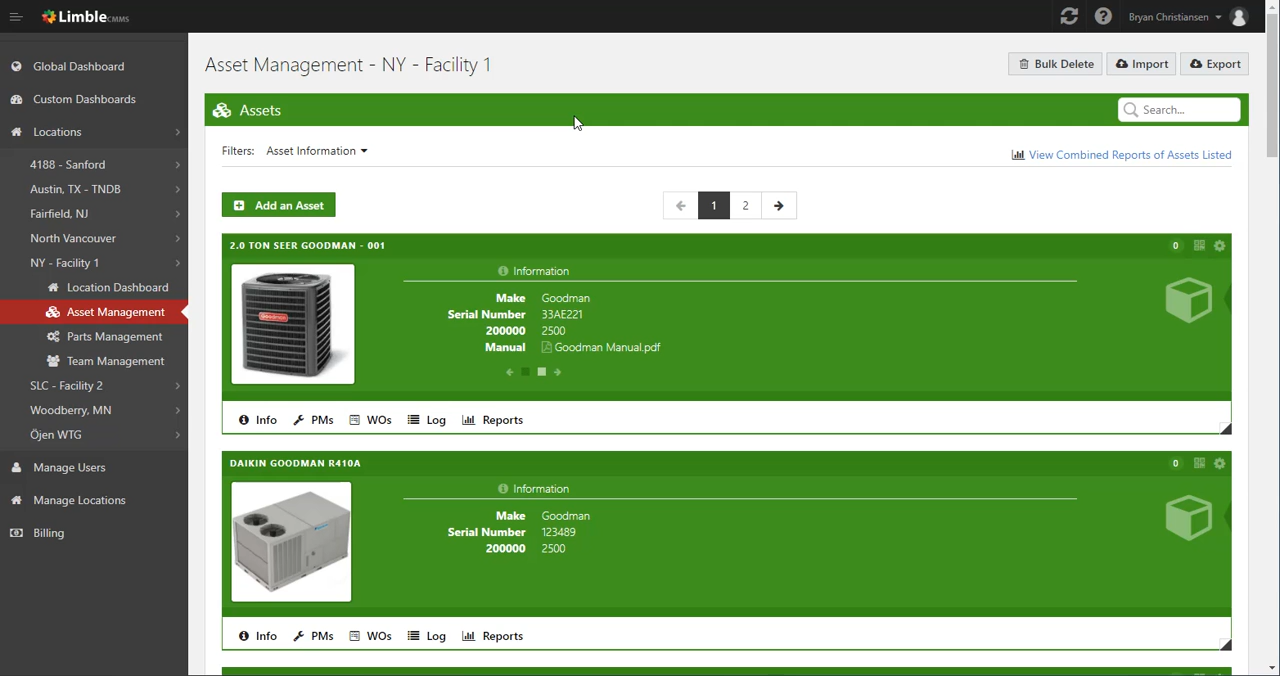 Limble CMMS
Bryan Christiansen
Global Dashboard
Custom Dashboards
Locations
4188 - Sanford
Austin, TX - TNDB
Fairfield, NJ
North Vancouver
NY - Facility 1
Location Dashboard
Asset Management
Parts Management
Team Management
SLC - Facility 2
Woodberry, MN
Öjen WTG
Manage Users
Manage Locations
Billing
Asset Management - NY - Facility 1
Bulk Delete Import Export
Assets
Search...
Filters: Asset Information
View Combined Reports of Assets Listed
Add an Asset
1 2
2.0 TON SEER GOODMAN - 001
0
Information
Make Goodman
Serial Number 33AE221
200000 2500
Manual Goodman Manual.pdf
Info PMs WOs Log Reports
DAIKIN GOODMAN R410A
0
Information
Make Goodman
Serial Number 123489
200000 2500
Info PMs WOs Log Reports